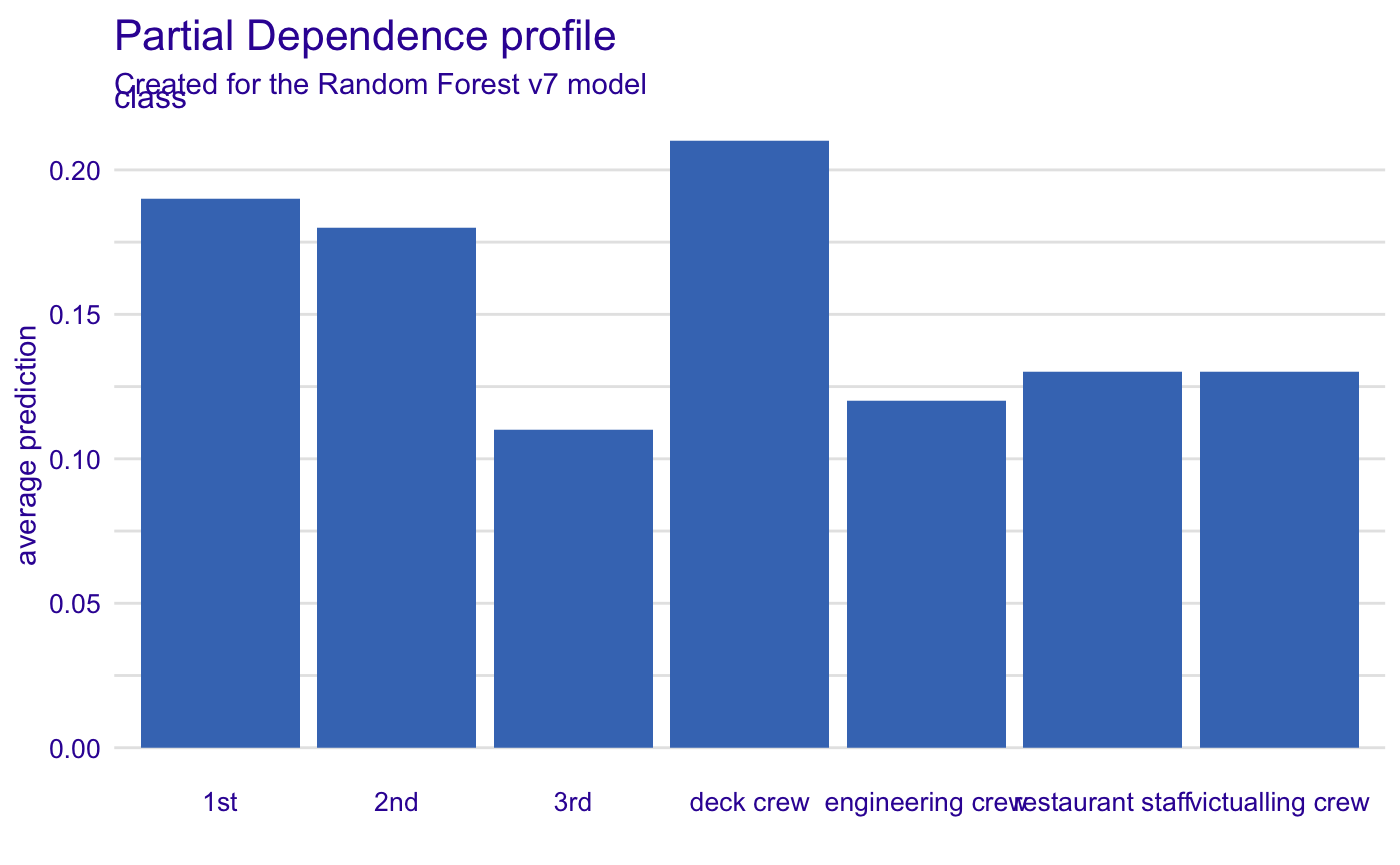 Partial Dependence profile
Created for the Random Forest v7 model
class
average prediction
0.20
0.15
0.10
0.05
0.00
1st
2nd
3rd
deck crew
engineering crew
restaurant staff
victualling crew